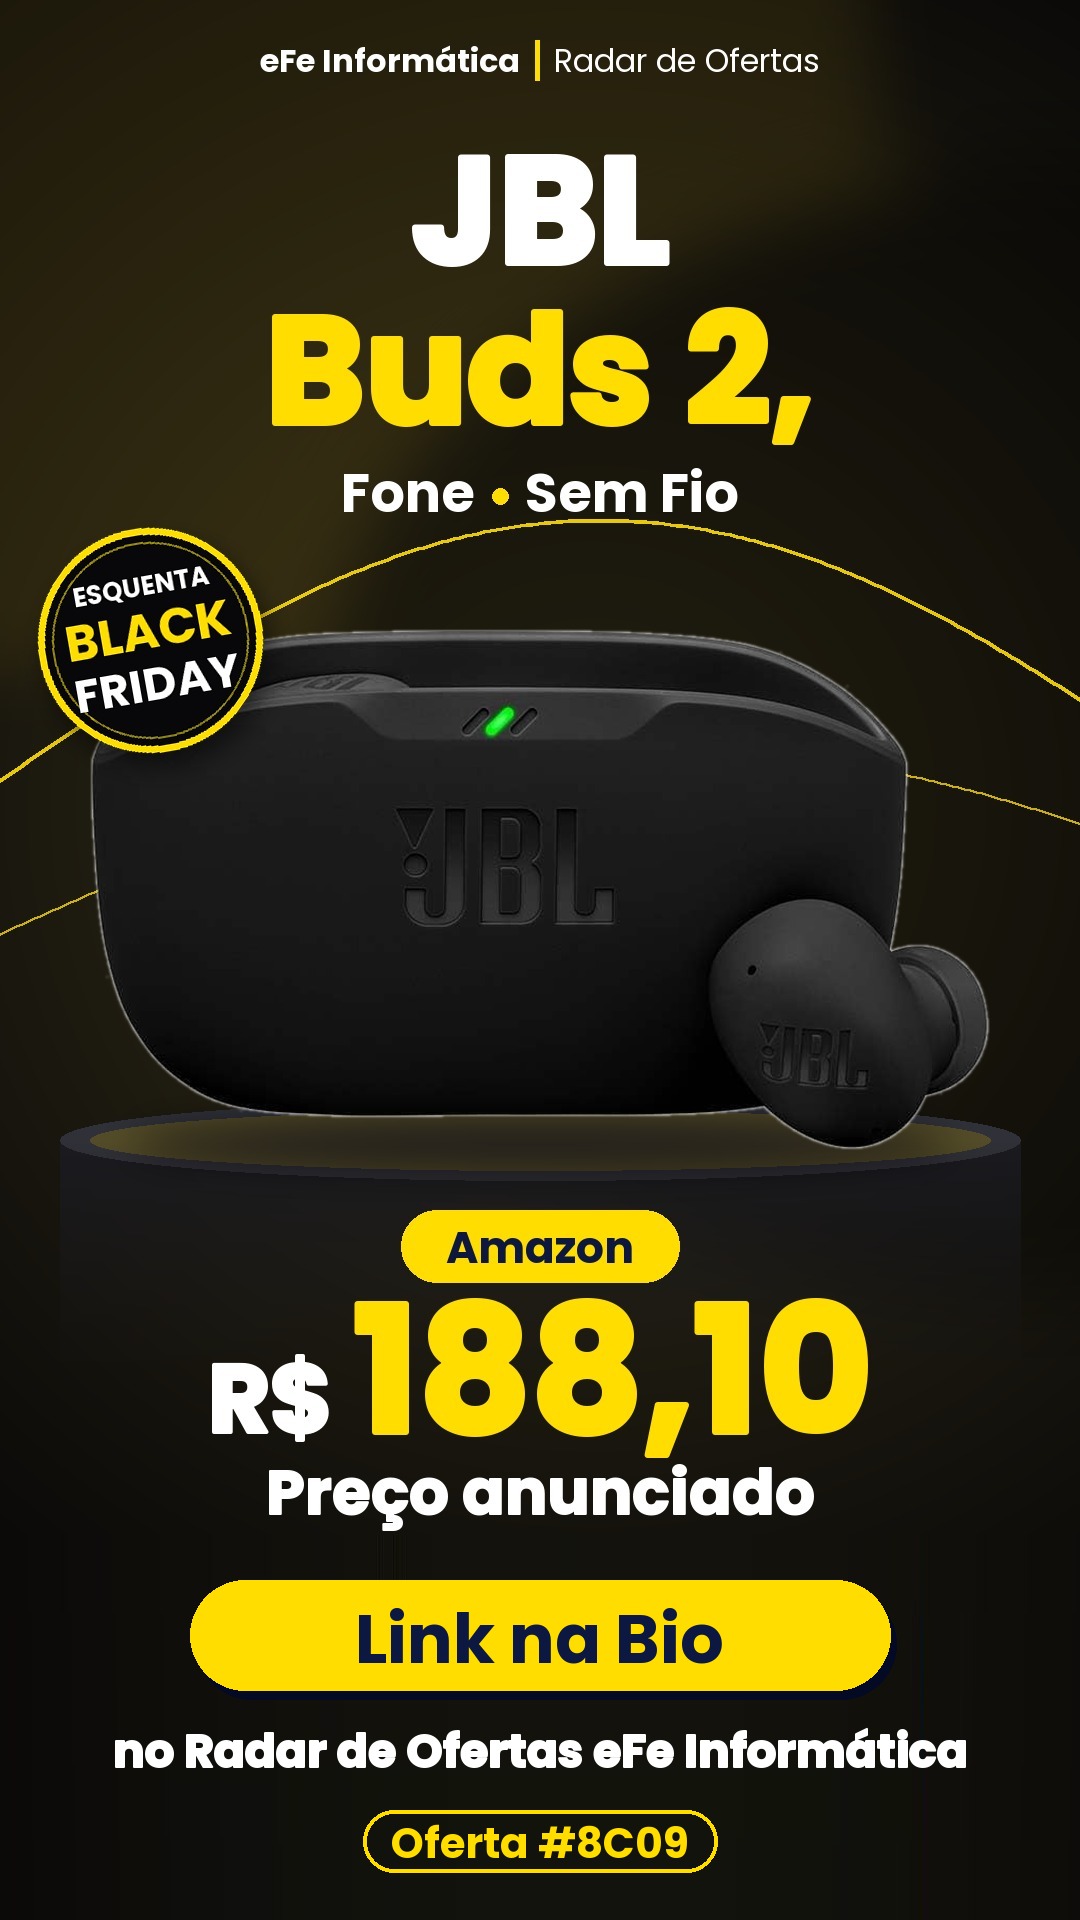 eFe Informática | Radar de Ofertas
JBL
Buds 2,
Fone • Sem Fio
ESQUENTA
BLACK
FRIDAY
JBL
JBL
Amazon
R$ 188,10
Preço anunciado
Link na Bio
no Radar de Ofertas eFe Informática
Oferta #8C09